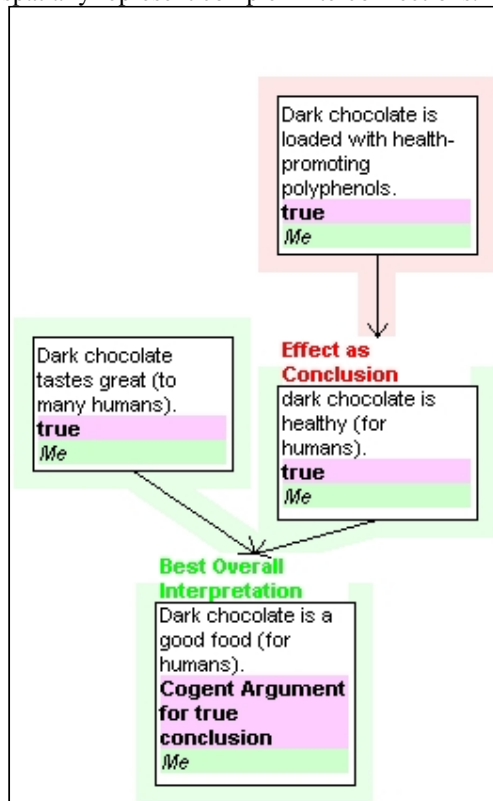 Dark chocolate is
loaded with health-
promoting
polyphenols.
true
Me
Dark chocolate
tastes great (to
many humans).
true
Me
Effect as
Conclusion
dark chocolate is
healthy (for
humans).
true
Me
Best Overall
Interpretation
Dark chocolate is a
good food (for
humans).
Cogent Argument
for true
conclusion
Me